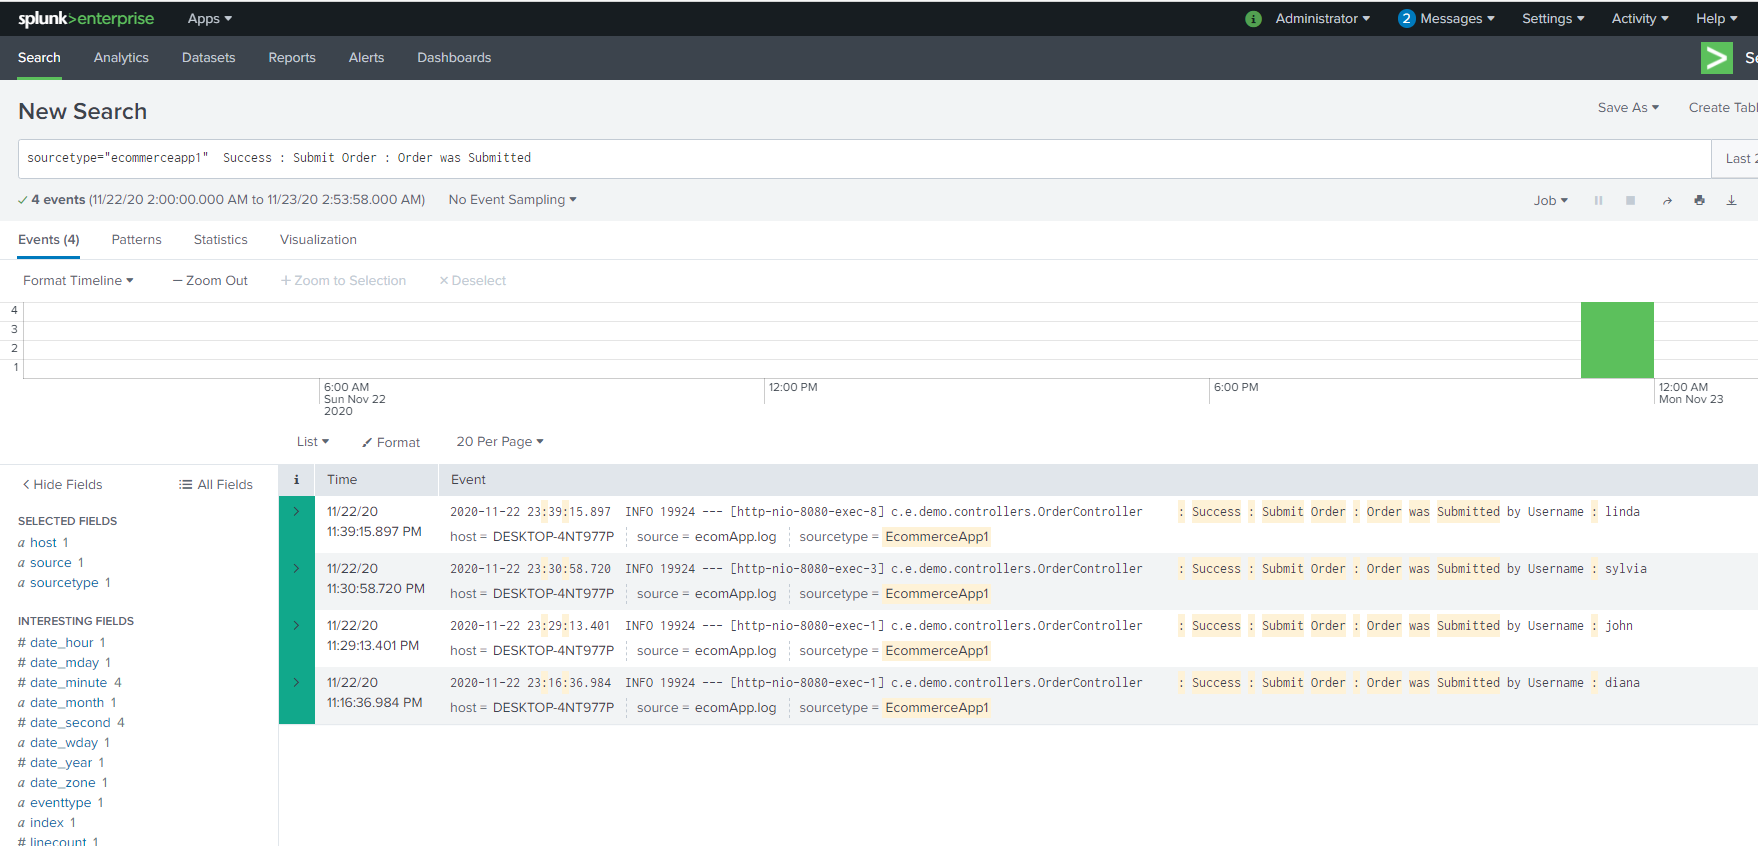 splunk>enterprise Apps i Administrator 2 Messages Settings Activity Help
Search Analytics Datasets Reports Alerts Dashboards > Se
New Search Save As Create Tabl
sourcetype="ecommerceapp1" Success : Submit Order : Order was Submitted Last 2
4 events (11/22/20 2:00:00.000 AM to 11/23/20 2:53:58.000 AM) No Event Sampling Job
Events (4) Patterns Statistics Visualization
Format Timeline — Zoom Out + Zoom to Selection × Deselect
4
3
2
1
6:00 AM 12:00 PM 6:00 PM 12:00 AM
Sun Nov 22 Mon Nov 23
2020
List Format 20 Per Page
< Hide Fields All Fields
SELECTED FIELDS
a host 1
a source 1
a sourcetype 1
INTERESTING FIELDS
# date_hour 1
# date_mday 1
# date_minute 4
a date_month 1
# date_second 4
a date_wday 1
# date_year 1
a date_zone 1
a eventtype 1
a index 1
# linecount 1
i Time Event
> 11/22/20 2020-11-22 23:39:15.897 INFO 19924 --- [http-nio-8080-exec-8] c.e.demo.controllers.OrderController : Success : Submit Order : Order was Submitted by Username : linda
11:39:15.897 PM host = DESKTOP-4NT977P source = ecomApp.log sourcetype = EcommerceApp1
> 11/22/20 2020-11-22 23:30:58.720 INFO 19924 --- [http-nio-8080-exec-3] c.e.demo.controllers.OrderController : Success : Submit Order : Order was Submitted by Username : sylvia
11:30:58.720 PM host = DESKTOP-4NT977P source = ecomApp.log sourcetype = EcommerceApp1
> 11/22/20 2020-11-22 23:29:13.401 INFO 19924 --- [http-nio-8080-exec-1] c.e.demo.controllers.OrderController : Success : Submit Order : Order was Submitted by Username : john
11:29:13.401 PM host = DESKTOP-4NT977P source = ecomApp.log sourcetype = EcommerceApp1
> 11/22/20 2020-11-22 23:16:36.984 INFO 19924 --- [http-nio-8080-exec-1] c.e.demo.controllers.OrderController : Success : Submit Order : Order was Submitted by Username : diana
11:16:36.984 PM host = DESKTOP-4NT977P source = ecomApp.log sourcetype = EcommerceApp1